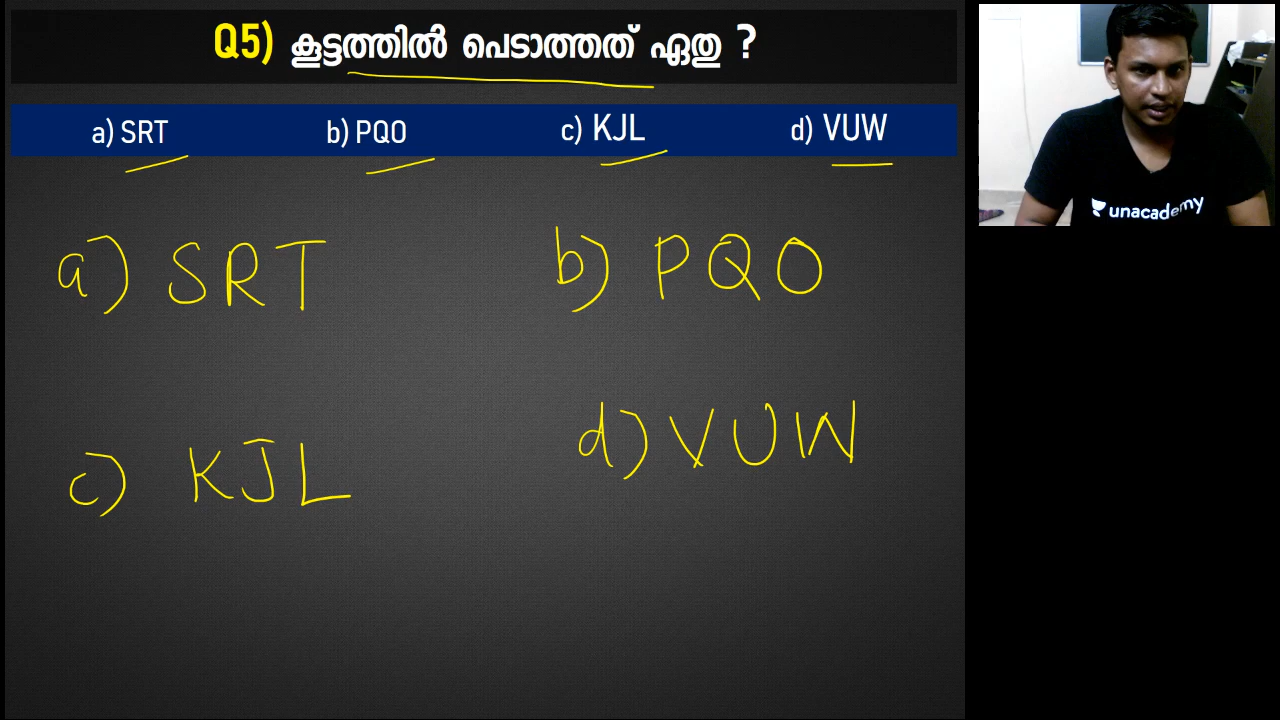 Q5) കൂട്ടത്തിൽ പെടാത്തത് ഏതു ?
a) SRT b) PQO c) KJL d) VUW
a) SRT b) PQO
c) KJL d) VUW
unacademy